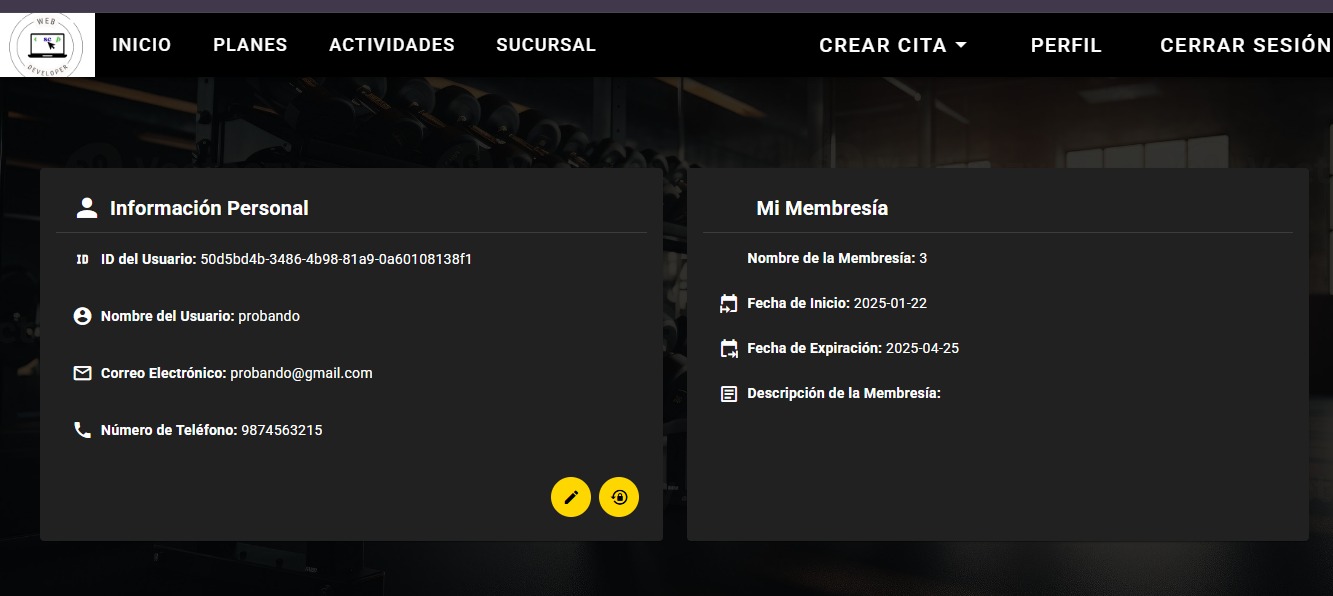 WEB
DEVELOPER
INICIO
PLANES
ACTIVIDADES
SUCURSAL
CREAR CITA
PERFIL
CERRAR SESIÓN
Información Personal
ID ID del Usuario: 50d5bd4b-3486-4b98-81a9-0a60108138f1
Nombre del Usuario: probando
Correo Electrónico: probando@gmail.com
Número de Teléfono: 9874563215
Mi Membresía
Nombre de la Membresía: 3
Fecha de Inicio: 2025-01-22
Fecha de Expiración: 2025-04-25
Descripción de la Membresía: